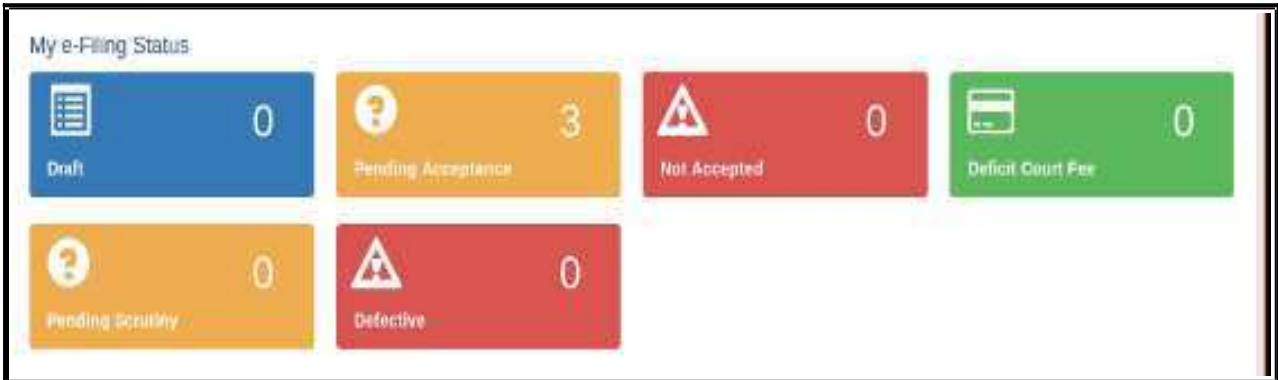 My e-Filing Status
0
Draft
3
Pending Acceptance
0
Not Accepted
0
Deficit Court Fee
0
Pending Scrutiny
0
Defective